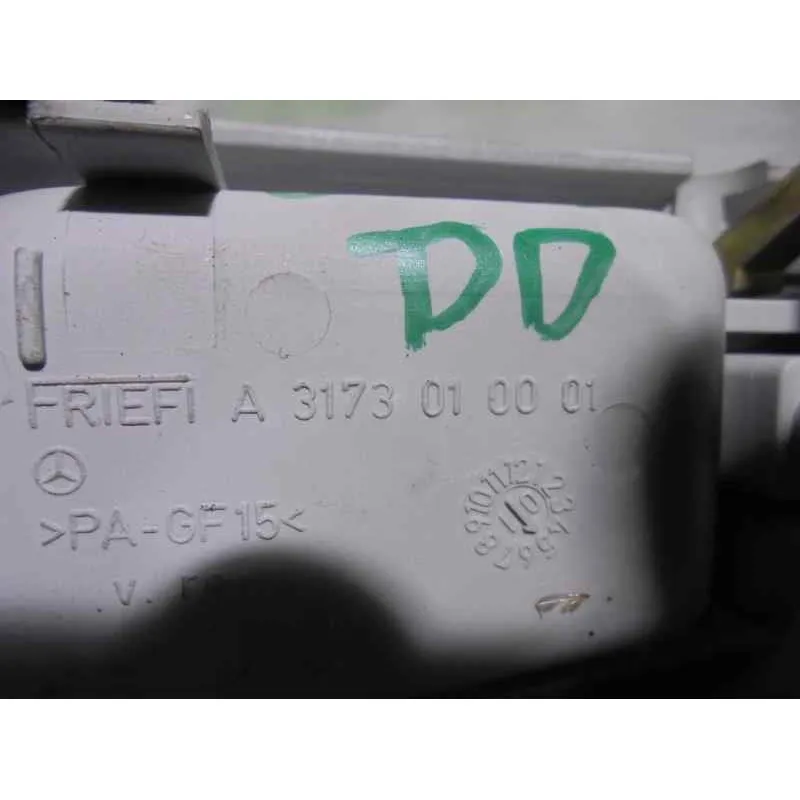 DD
FRIEFI A 3173 01 00 01
>PA-GF15<